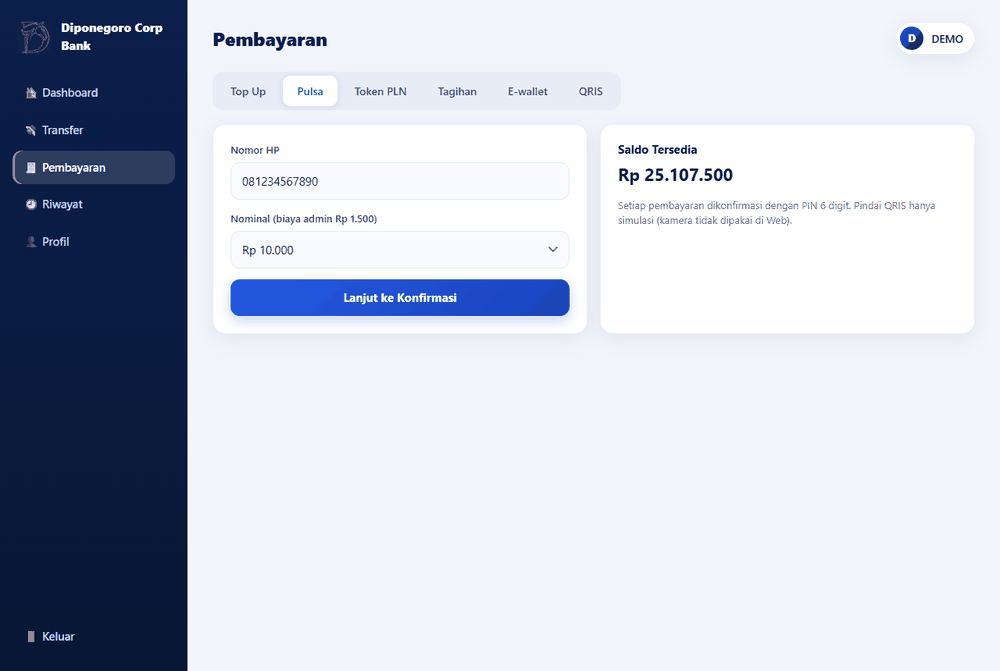 Diponegoro Corp
Bank
Dashboard
Transfer
Pembayaran
Riwayat
Profil
Keluar
Pembayaran
D
DEMO
Top Up
Pulsa
Token PLN
Tagihan
E-wallet
QRIS
Nomor HP
081234567890
Nominal (biaya admin Rp 1.500)
Rp 10.000
Lanjut ke Konfirmasi
Saldo Tersedia
Rp 25.107.500
Setiap pembayaran dikonfirmasi dengan PIN 6 digit. Pindai QRIS hanya
simulasi (kamera tidak dipakai di Web).